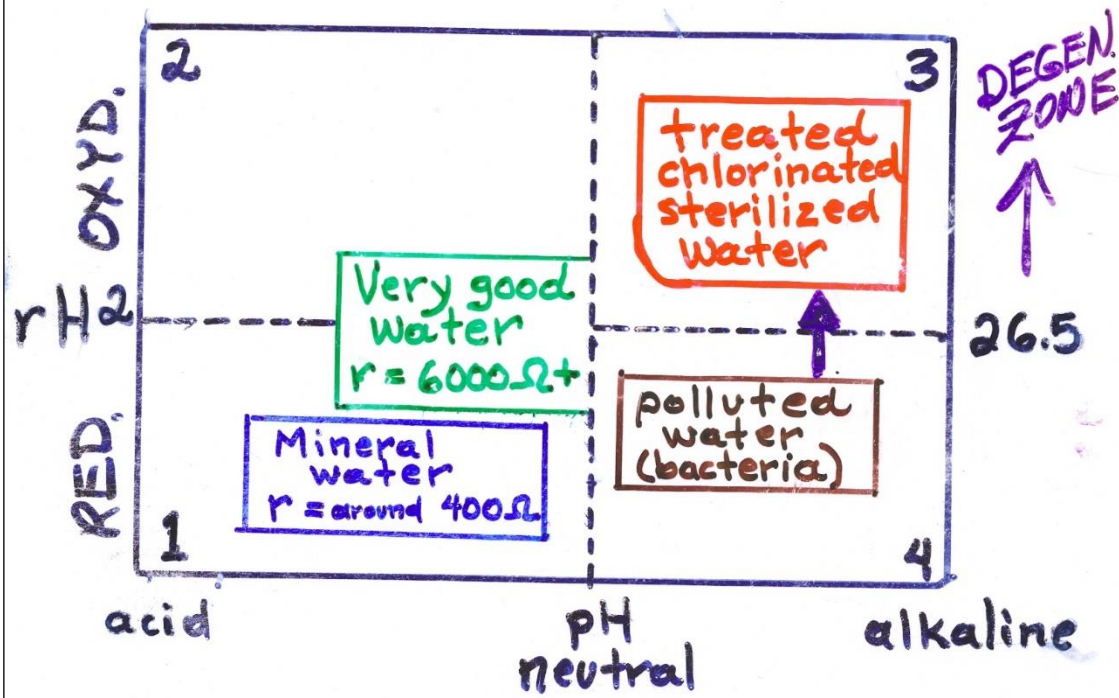 2
3
DEGEN.
ZONE
OXYD.
treated
chlorinated
sterilized
water
Very good
water
r = 6000Ω+
rH2
26.5
RED.
polluted
water
(bacteria)
Mineral
water
r = around 400Ω
1
4
acid
pH
neutral
alkaline